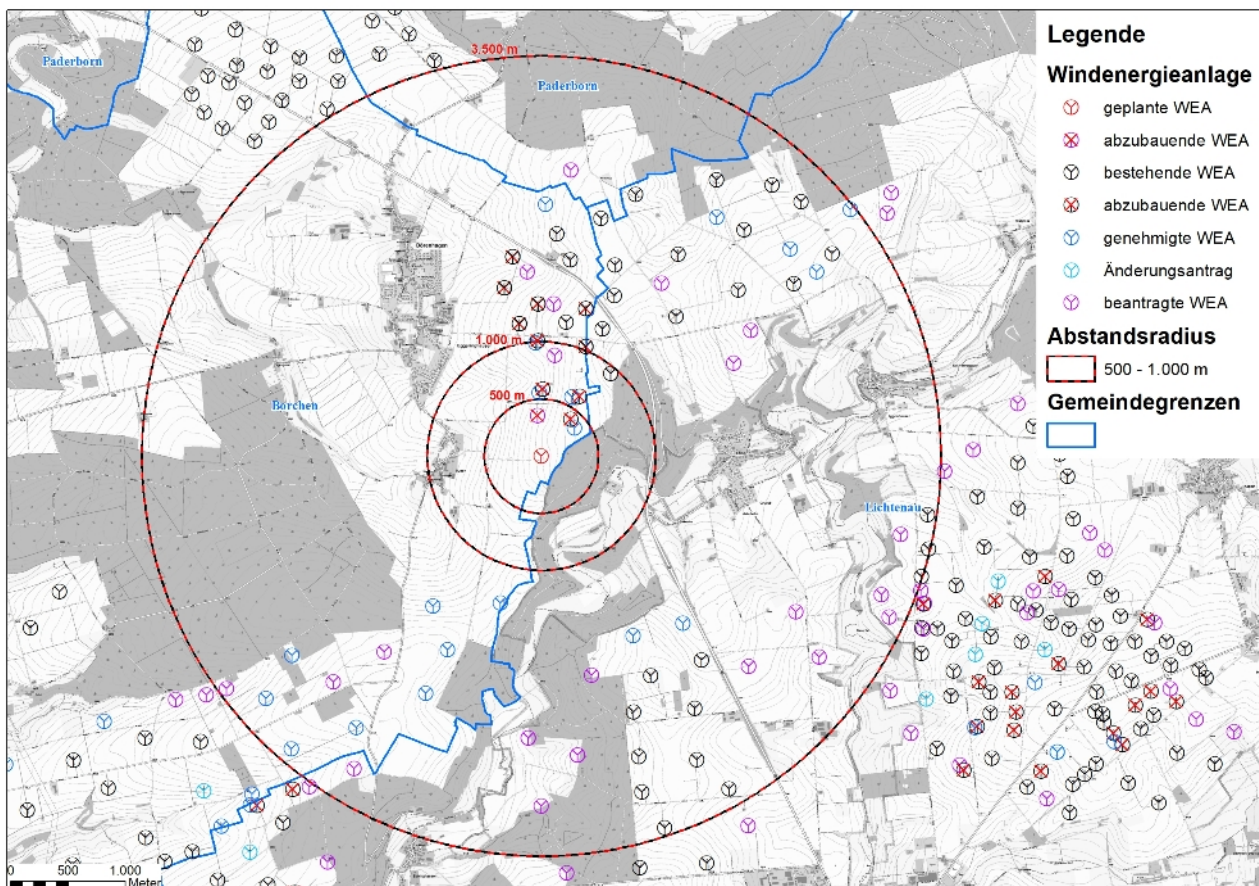 3.500 m
Paderborn
Paderborn
Dörenhagen
1.000 m
500 m
Borchen
Lichtenau
0 500 1.000
Meter
Legende
Windenergieanlage
geplante WEA
abzubauende WEA
bestehende WEA
abzubauende WEA
genehmigte WEA
Änderungsantrag
beantragte WEA
Abstandsradius
500 - 1.000 m
Gemeindegrenzen